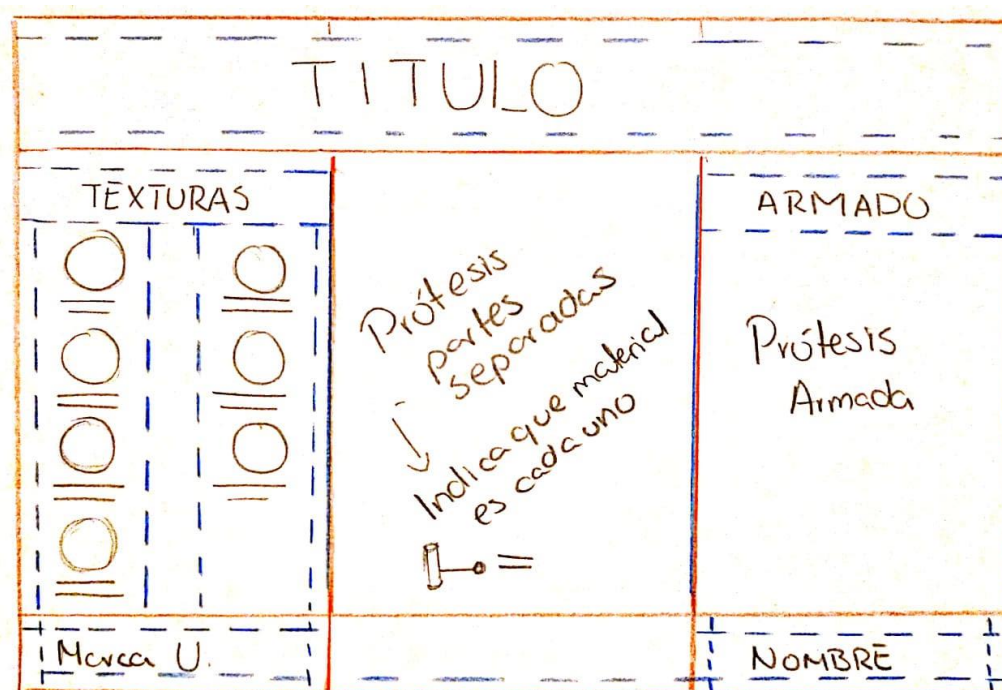 TITULO
TEXTURAS
Prótesis
partes
separadas
Indica que material
es cada uno
ARMADO
Prótesis
Armada
Marca U.
NOMBRE